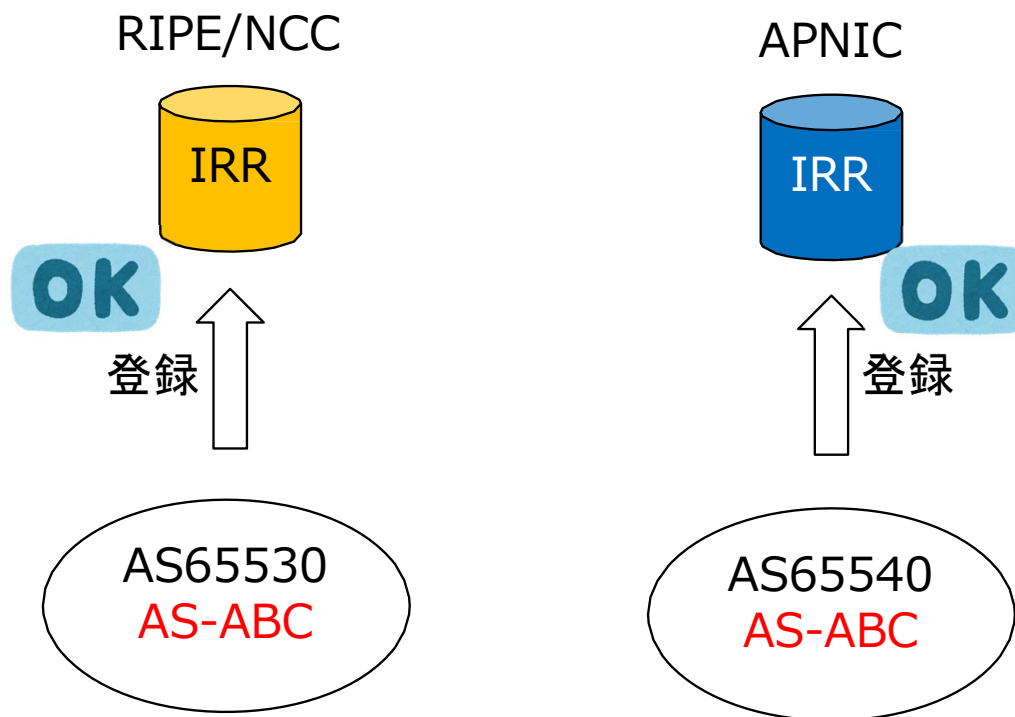 RIPE/NCC
IRR
OK
登録
AS65530
AS-ABC
APNIC
IRR
OK
登録
AS65540
AS-ABC